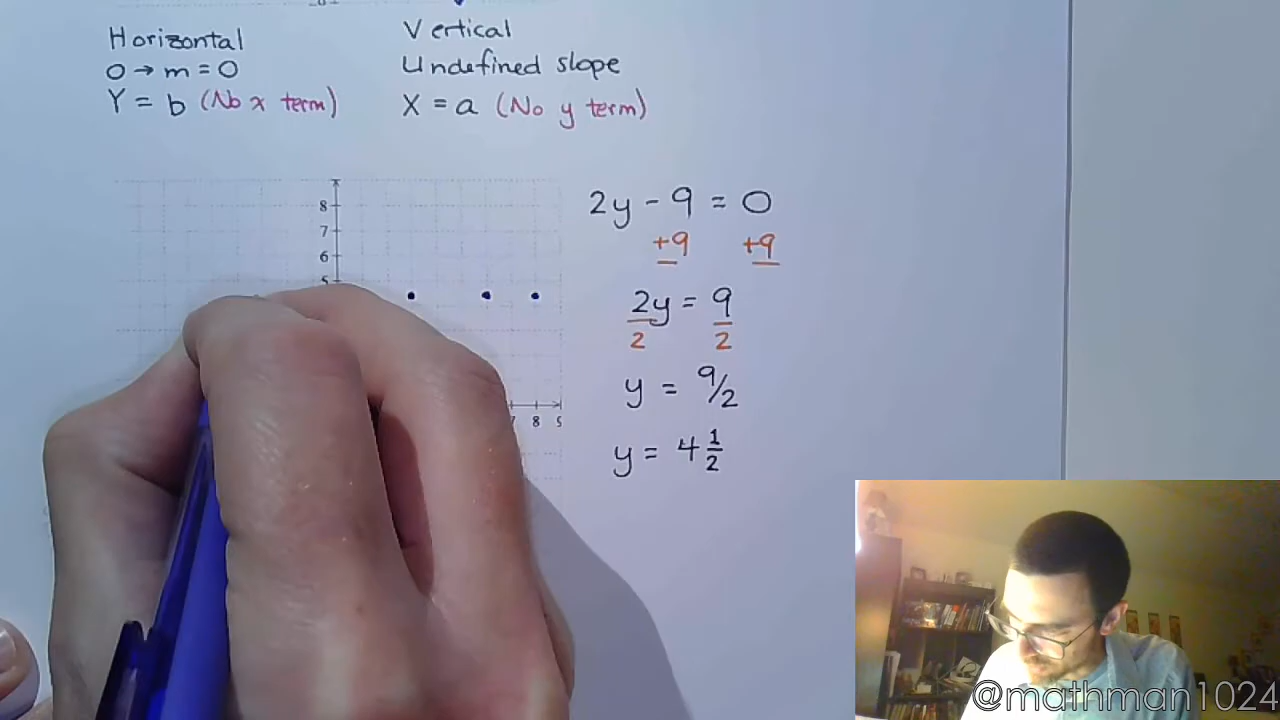 Horizontal
0 → m = 0
Y = b (No x term)
Vertical
Undefined slope
X = a (No y term)
8
7
6
5
8
2y - 9 = 0
+9 +9
2y = 9
2 2
y = 9/2
y = 4 1/2
@mathman1024